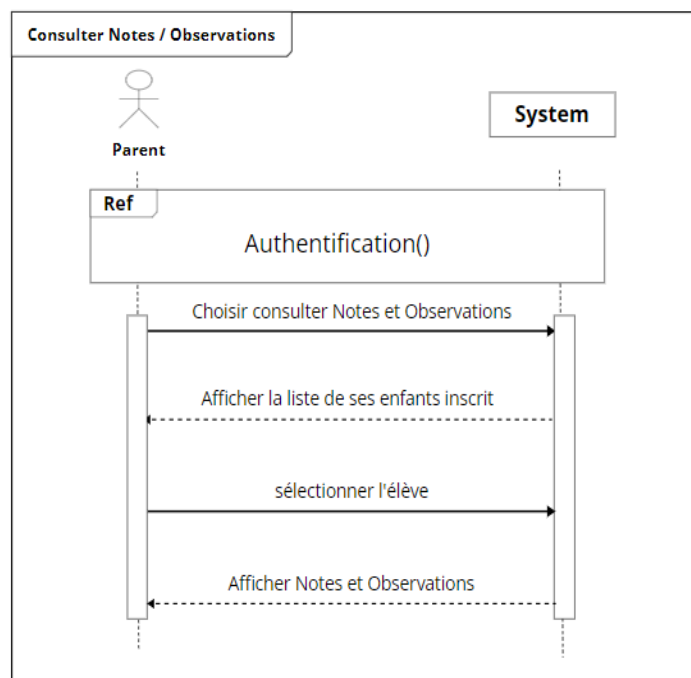 Consulter Notes / Observations
Parent
System
Ref
Authentification()
Choisir consulter Notes et Observations
Afficher la liste de ses enfants inscrit
sélectionner l'élève
Afficher Notes et Observations